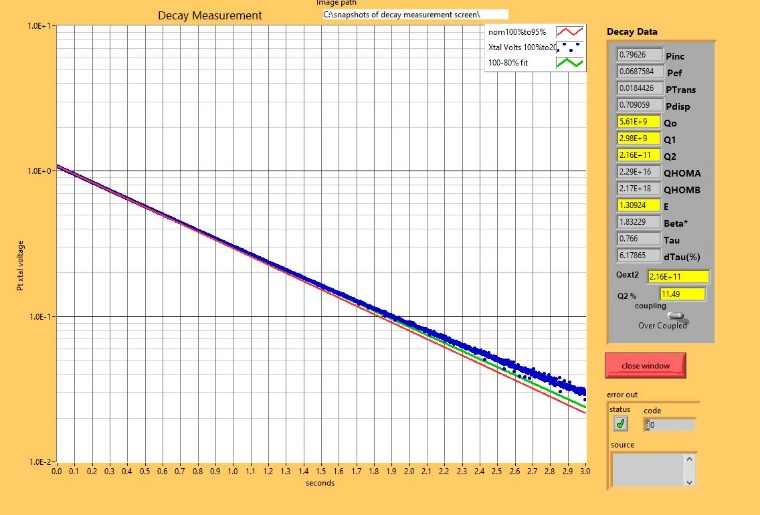 Image path
Decay Measurement
C:\snapshots of decay measurement screen\
nom100%to95%
Xtal Volts 100%to20
100-80% fit
1.0E+1
1.0E+0
1.0E-1
1.0E-2
Pt xtal voltage
0.0 0.1 0.2 0.3 0.4 0.5 0.6 0.7 0.8 0.9 1.0 1.1 1.2 1.3 1.4 1.5 1.6 1.7 1.8 1.9 2.0 2.1 2.2 2.3 2.4 2.5 2.6 2.7 2.8 2.9 3.0
seconds
Decay Data
0.79626 Pinc
0.0687584 Pef
0.0184426 PTrans
0.709059 Pdisp
5.61E+9 Qo
2.98E+9 Q1
2.16E+11 Q2
2.29E+16 QHOMA
2.17E+18 QHOMB
1.30924 E
1.83229 Beta*
0.766 Tau
6.17865 dTau(%)
Qext2 2.16E+11
Q2 % 11.49
coupling
Over Coupled
close window
error out
status code
0
source